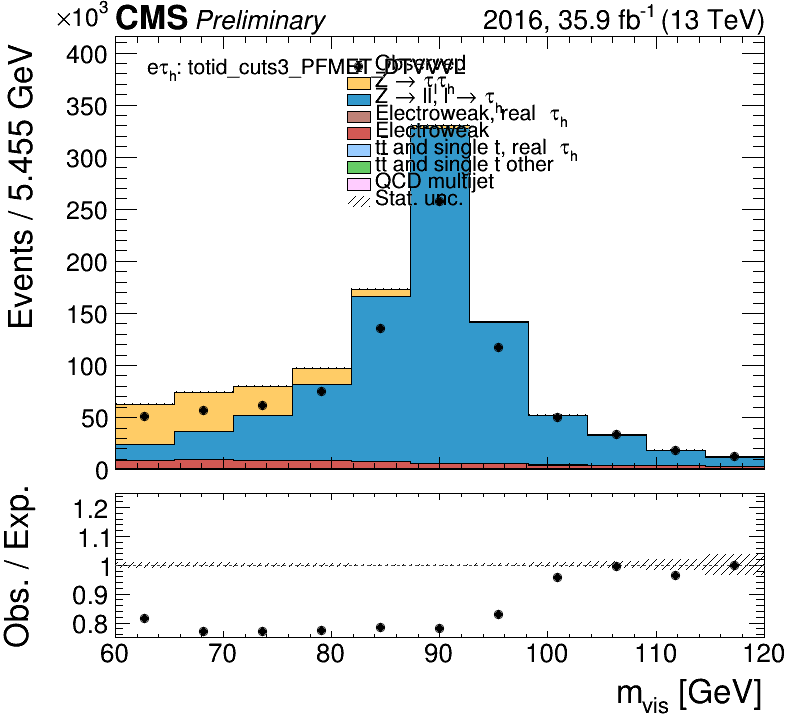 ×10³ CMS Preliminary 2016, 35.9 fb⁻¹ (13 TeV)
eτₕ: totid_cuts3_PFMET_DTVVVL
Observed
Z → τₗτₕ
Z → ll, l → τₕ
Electroweak, real τₕ
Electroweak
tt̄ and single t, real τₕ
tt̄ and single t other
QCD multijet
Stat. unc.
Events / 5.455 GeV
400
350
300
250
200
150
100
50
0
Obs. / Exp.
1.2
1.1
1
0.9
0.8
60 70 80 90 100 110 120
m_vis [GeV]